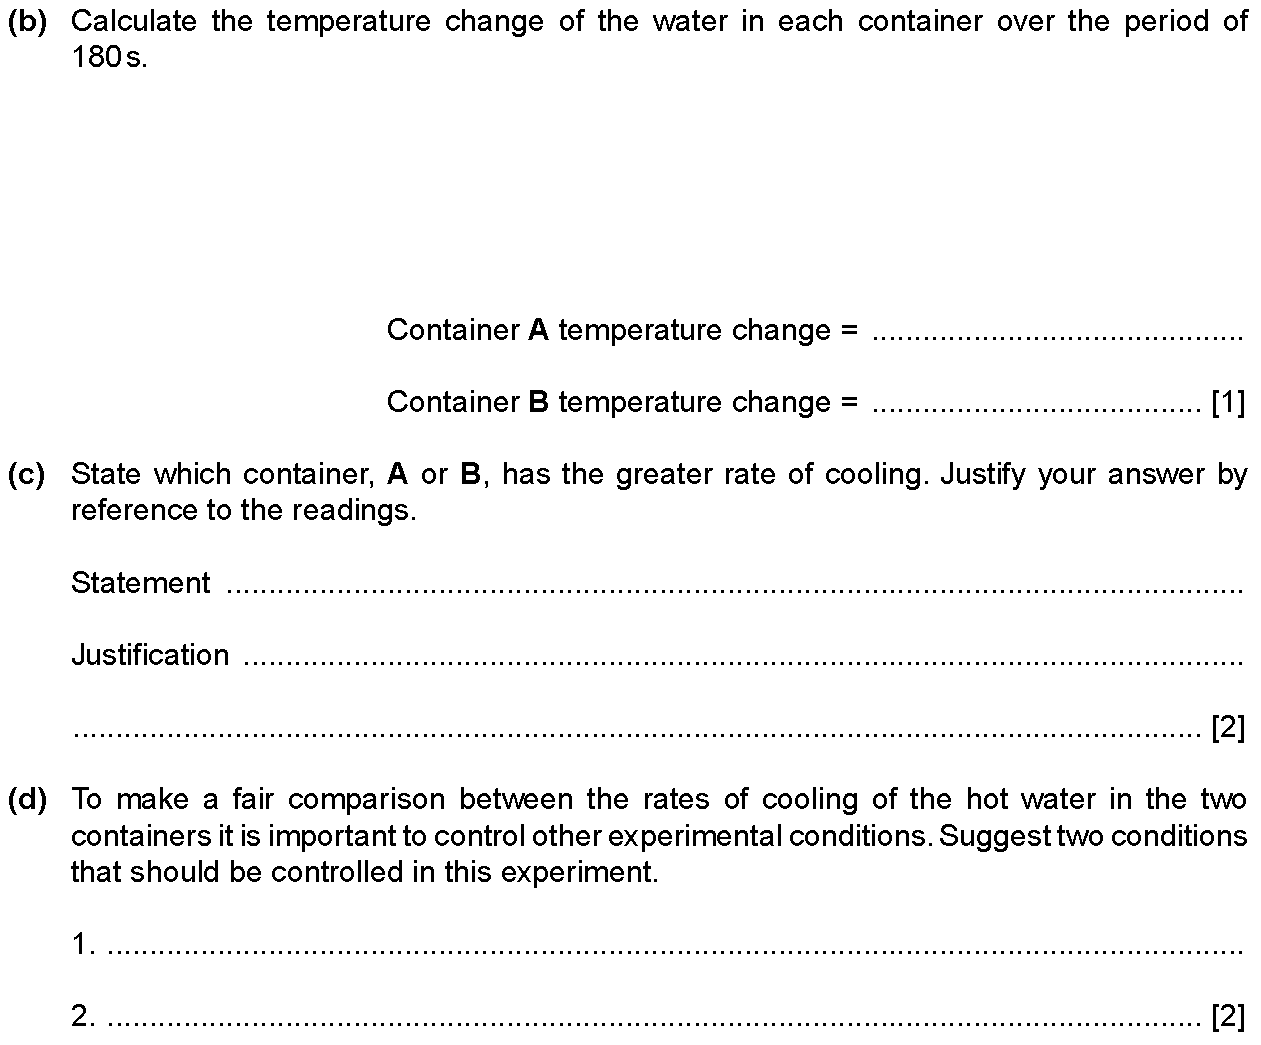 (b) Calculate the temperature change of the water in each container over the period of
180 s.
Container A temperature change = ............................................
Container B temperature change = ....................................... [1]
(c) State which container, A or B, has the greater rate of cooling. Justify your answer by
reference to the readings.
Statement ........................................................................................................................
Justification ......................................................................................................................
..................................................................................................................................... [2]
(d) To make a fair comparison between the rates of cooling of the hot water in the two
containers it is important to control other experimental conditions. Suggest two conditions
that should be controlled in this experiment.
1. ......................................................................................................................................
2. ................................................................................................................................. [2]